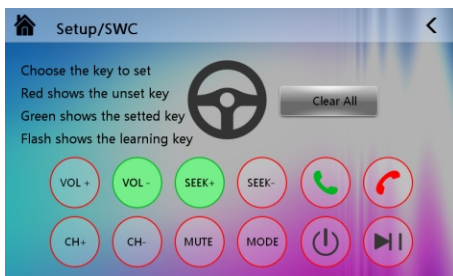 Setup/SWC
Choose the key to set
Red shows the unset key
Green shows the setted key
Flash shows the learning key
Clear All
VOL +
VOL -
SEEK+
SEEK-
CH+
CH-
MUTE
MODE